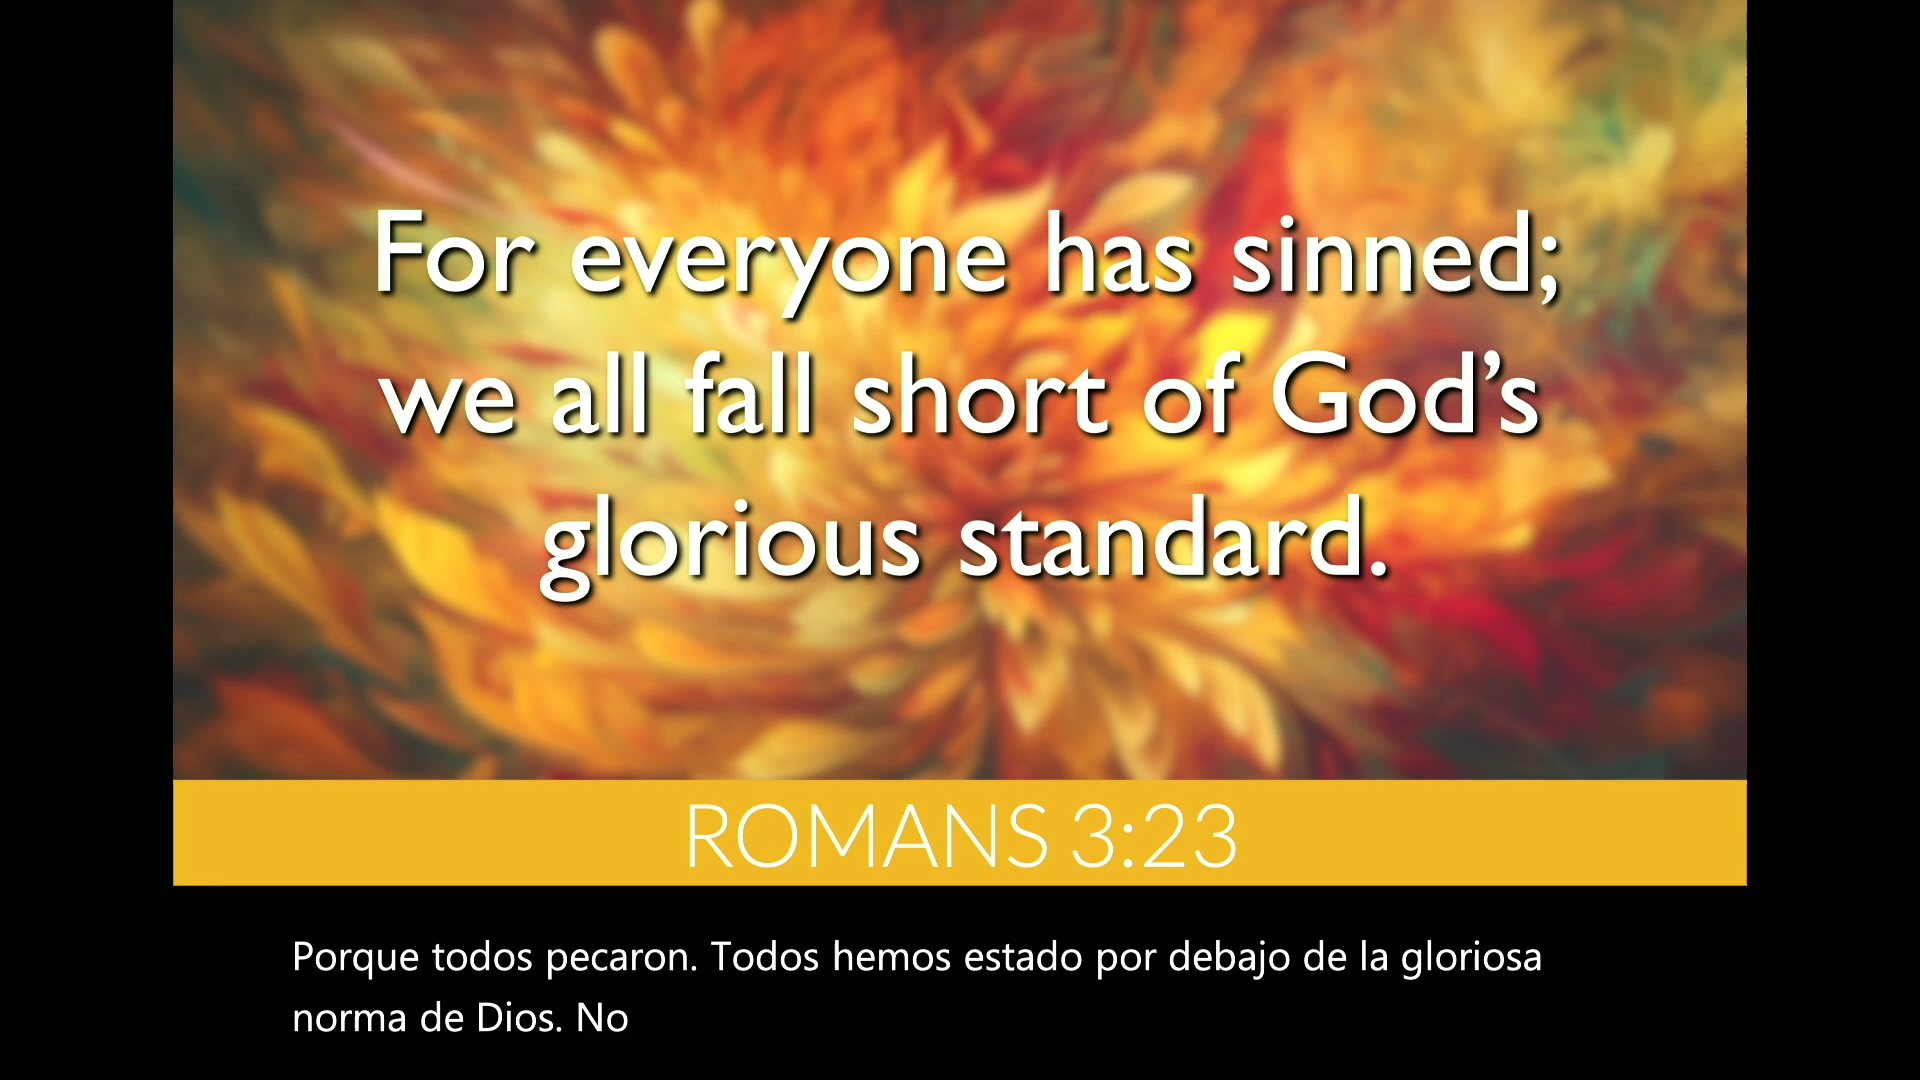 For everyone has sinned;
we all fall short of God’s
glorious standard.
ROMANS 3:23
Porque todos pecaron. Todos hemos estado por debajo de la gloriosa
norma de Dios. No